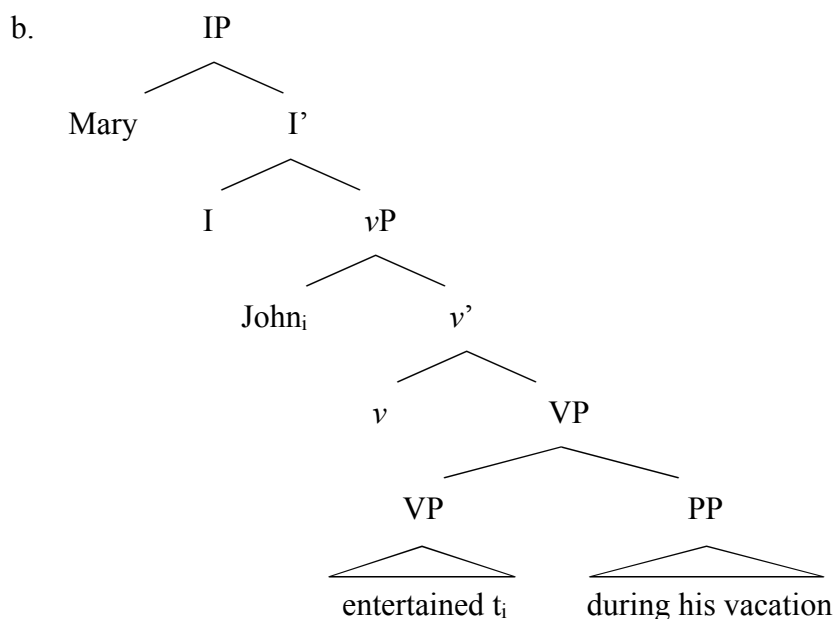 b. IP
Mary I’
I vP
Johnᵢ v’
v VP
VP PP
entertained tᵢ during his vacation